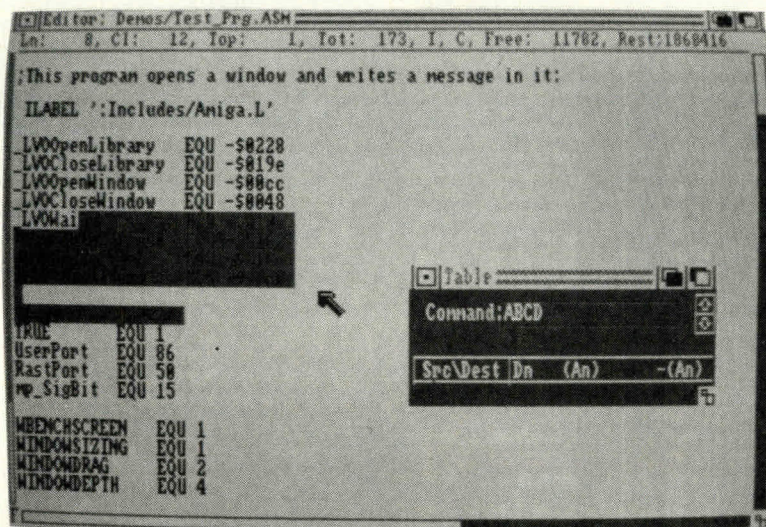 Editor: Demos/Test_Prg.ASM
Ln: 8, Cl: 12, Top: 1, Tot: 173, I, C, Free: 11782, Rest:1868416
;This program opens a window and writes a message in it:
ILABEL ':Includes/Amiga.L'
_LVOOpenLibrary EQU -$0228
_LVOCloseLibrary EQU -$019e
_LVOOpenWindow EQU -$00cc
_LVOCloseWindow EQU -$0048
_LVOWai
TRUE EQU 1
UserPort EQU 86
RastPort EQU 50
mp_SigBit EQU 15
WBENCHSCREEN EQU 1
WINDOWSIZING EQU 1
WINDOWDRAG EQU 2
WINDOWDEPTH EQU 4
Table
Command:ABCD
Src\Dest Dn (An) -(An)